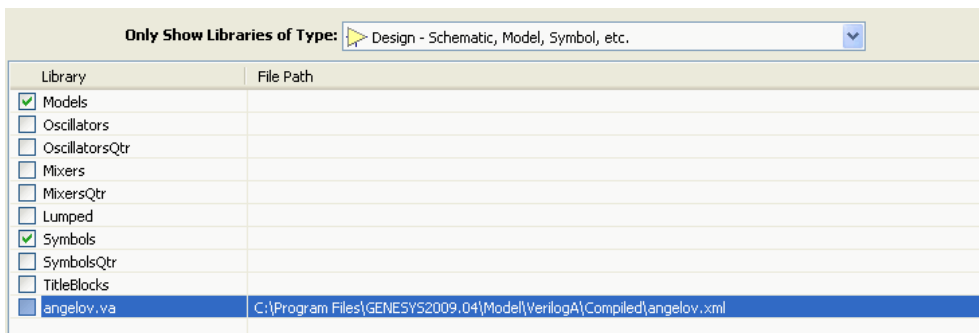 Only Show Libraries of Type: Design - Schematic, Model, Symbol, etc.
Library File Path
Models
Oscillators
OscillatorsQtr
Mixers
MixersQtr
Lumped
Symbols
SymbolsQtr
TitleBlocks
angelov.va C:\Program Files\GENESYS2009.04\Model\VerilogA\Compiled\angelov.xml